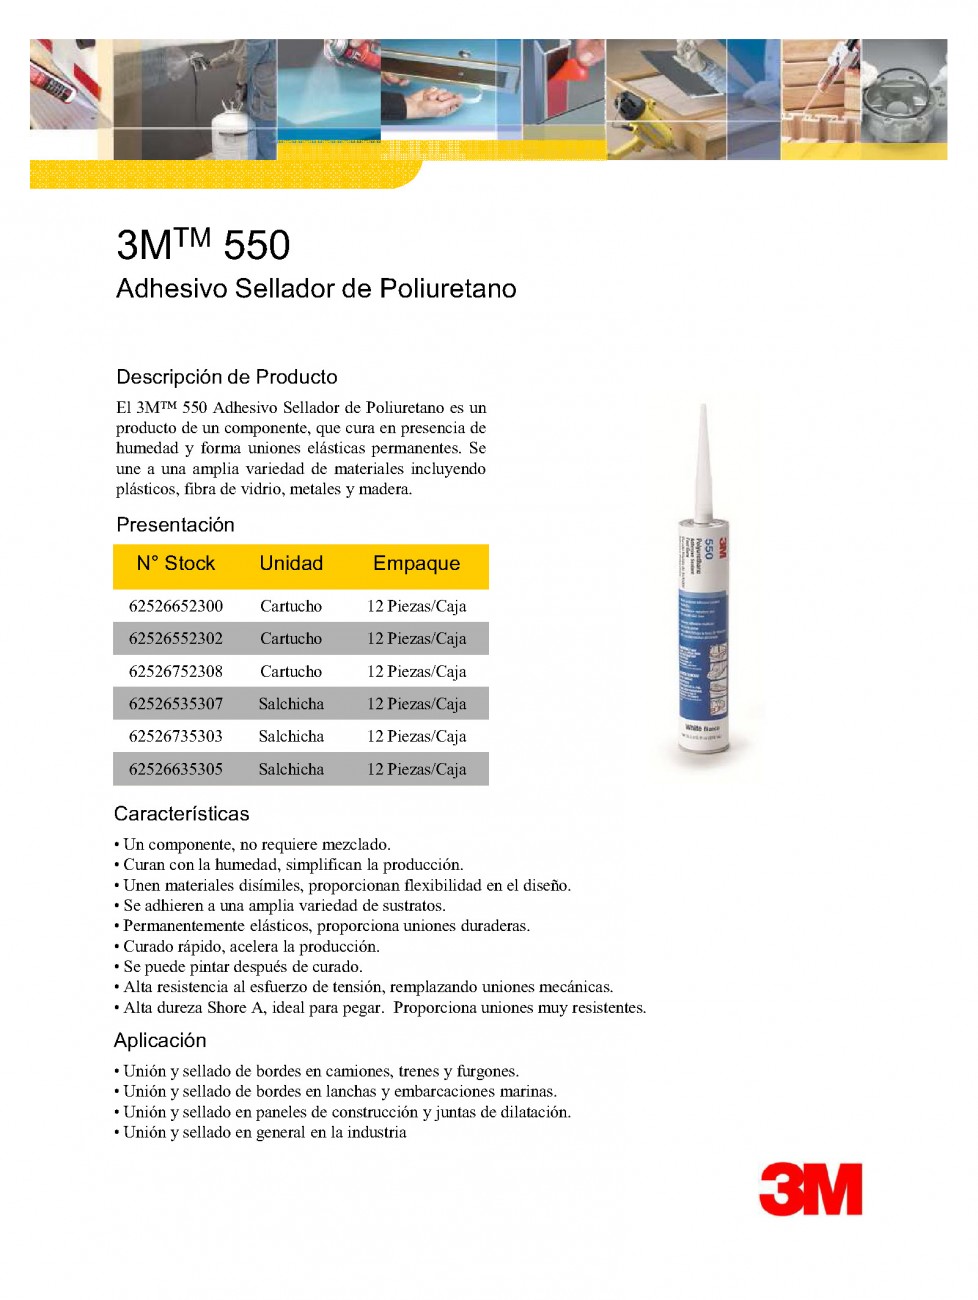 3M™ 550
Adhesivo Sellador de Poliuretano
Descripción de Producto
El 3M™ 550 Adhesivo Sellador de Poliuretano es un
producto de un componente, que cura en presencia de
humedad y forma uniones elásticas permanentes. Se
une a una amplia variedad de materiales incluyendo
plásticos, fibra de vidrio, metales y madera.
Presentación
N° Stock Unidad Empaque
62526652300 Cartucho 12 Piezas/Caja
62526552302 Cartucho 12 Piezas/Caja
62526752308 Cartucho 12 Piezas/Caja
62526535307 Salchicha 12 Piezas/Caja
62526735303 Salchicha 12 Piezas/Caja
62526635305 Salchicha 12 Piezas/Caja
3M
550
Polyurethane
White Blanco
Características
• Un componente, no requiere mezclado.
• Curan con la humedad, simplifican la producción.
• Unen materiales disímiles, proporcionan flexibilidad en el diseño.
• Se adhieren a una amplia variedad de sustratos.
• Permanentemente elásticos, proporciona uniones duraderas.
• Curado rápido, acelera la producción.
• Se puede pintar después de curado.
• Alta resistencia al esfuerzo de tensión, remplazando uniones mecánicas.
• Alta dureza Shore A, ideal para pegar. Proporciona uniones muy resistentes.
Aplicación
• Unión y sellado de bordes en camiones, trenes y furgones.
• Unión y sellado de bordes en lanchas y embarcaciones marinas.
• Unión y sellado en paneles de construcción y juntas de dilatación.
• Unión y sellado en general en la industria
3M